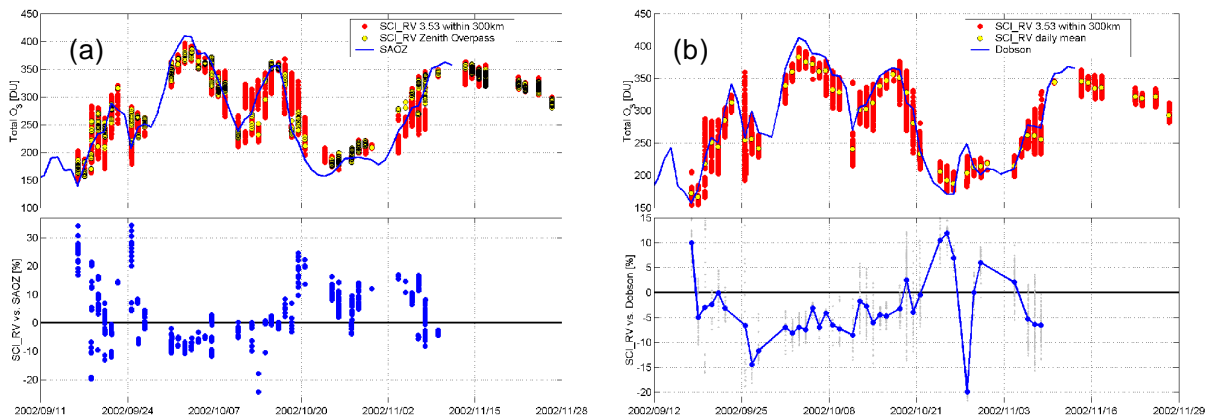 (a)
SCI_RV 3.53 within 300km
SCI_RV Zenith Overpass
SAOZ
Total O3 [DU]
400
350
300
250
200
150
100
SCI_RV vs. SAOZ [%]
30
20
10
0
-10
-20
2002/09/11 2002/09/24 2002/10/07 2002/10/20 2002/11/02 2002/11/15 2002/11/28
(b)
SCI_RV 3.53 within 300km
SCI_RV daily mean
Dobson
Total O3 [DU]
450
400
350
300
250
200
150
SCI_RV vs. Dobson [%]
15
10
5
0
-5
-10
-15
-20
2002/09/12 2002/09/25 2002/10/08 2002/10/21 2002/11/03 2002/11/16 2002/11/29